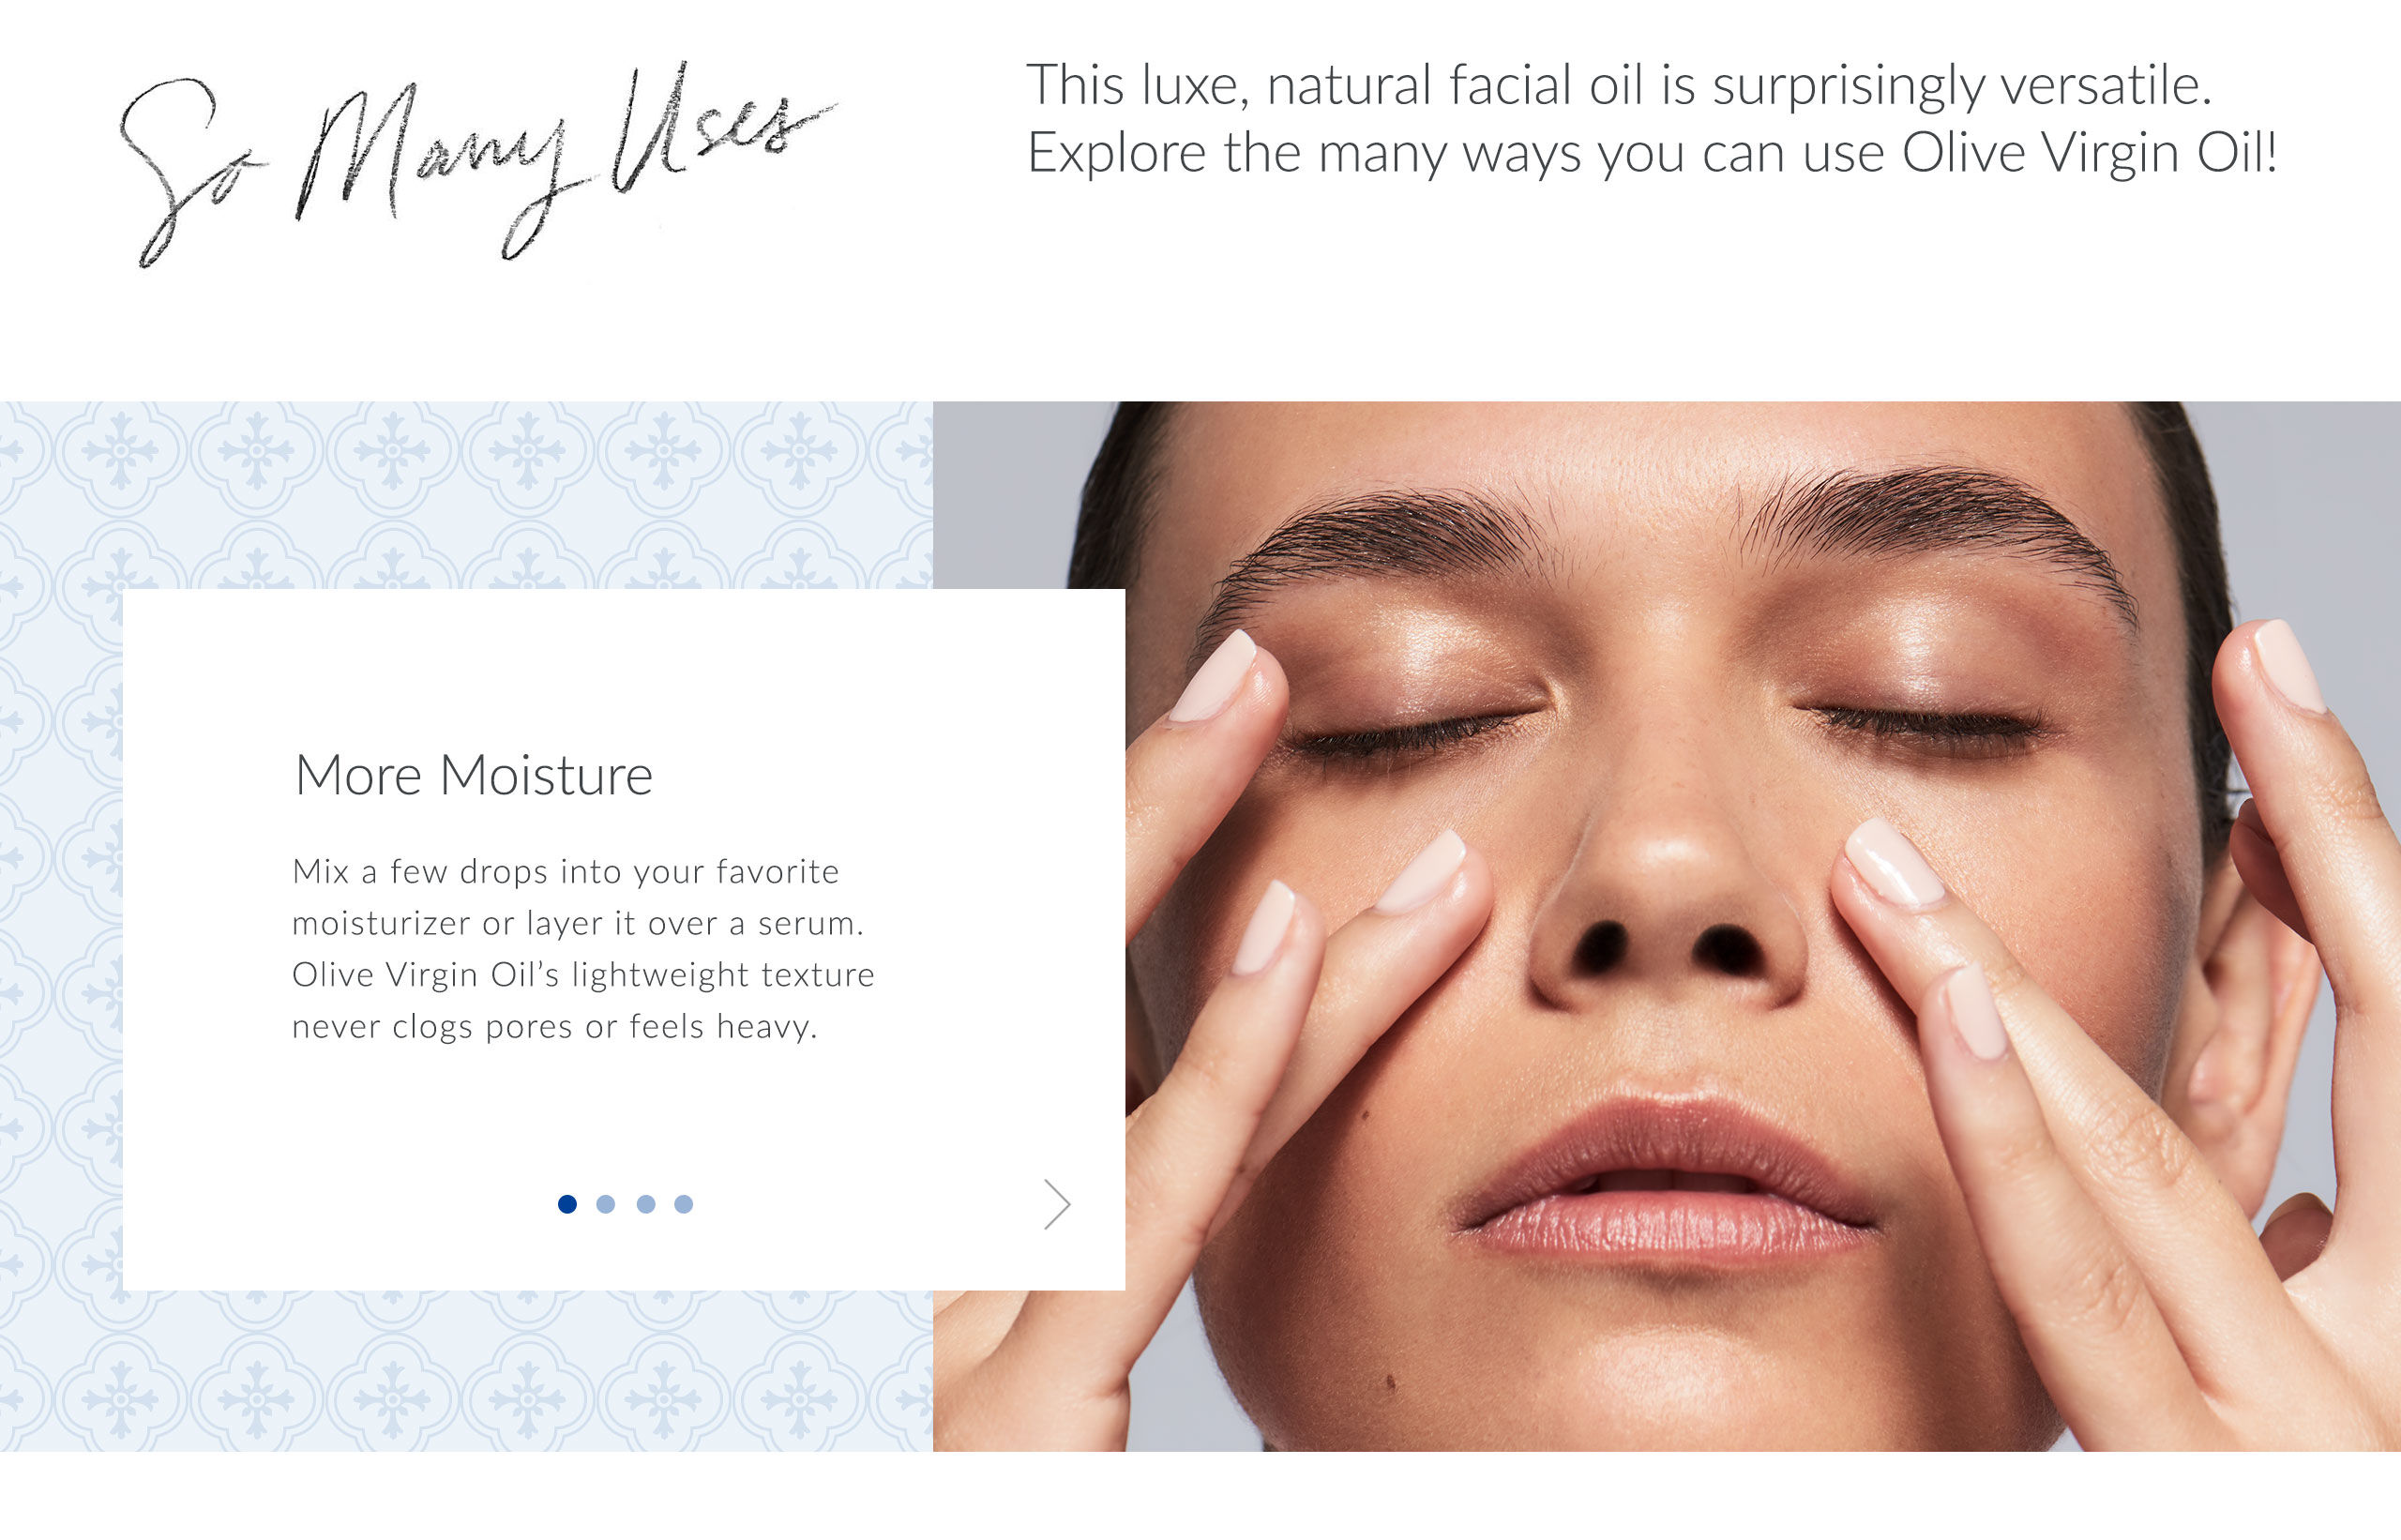 So Many Uses
This luxe, natural facial oil is surprisingly versatile.
Explore the many ways you can use Olive Virgin Oil!
More Moisture
Mix a few drops into your favorite
moisturizer or layer it over a serum.
Olive Virgin Oil’s lightweight texture
never clogs pores or feels heavy.